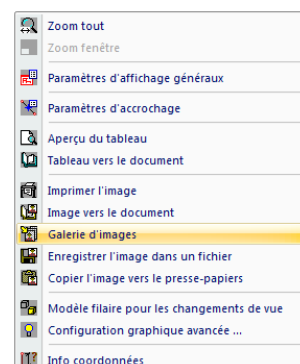 Zoom tout
Zoom fenêtre
Paramètres d'affichage généraux
Paramètres d'accrochage
Aperçu du tableau
Tableau vers le document
Imprimer l'image
Image vers le document
Galerie d'images
Enregistrer l'image dans un fichier
Copier l'image vers le presse-papiers
Modèle filaire pour les changements de vue
Configuration graphique avancée ...
Info coordonnées